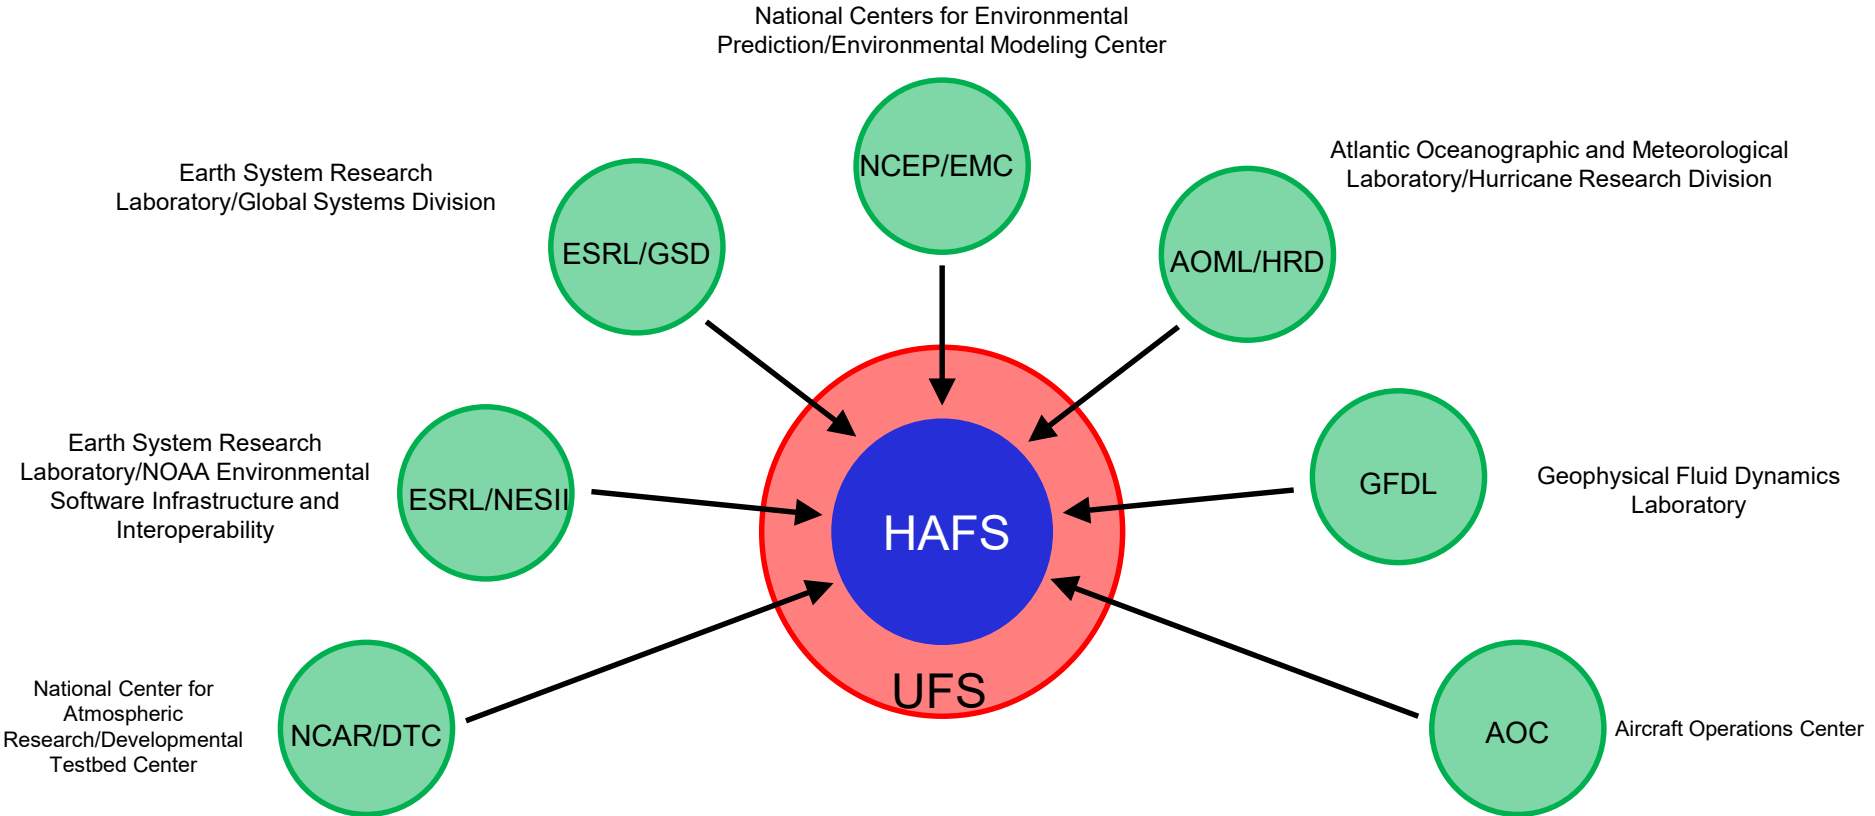 National Centers for Environmental
Prediction/Environmental Modeling Center
NCEP/EMC
Earth System Research
Laboratory/Global Systems Division
ESRL/GSD
Atlantic Oceanographic and Meteorological
Laboratory/Hurricane Research Division
AOML/HRD
Earth System Research
Laboratory/NOAA Environmental
Software Infrastructure and
Interoperability
ESRL/NESII
HAFS
UFS
GFDL
Geophysical Fluid Dynamics
Laboratory
National Center for
Atmospheric
Research/Developmental
Testbed Center
NCAR/DTC
AOC
Aircraft Operations Center